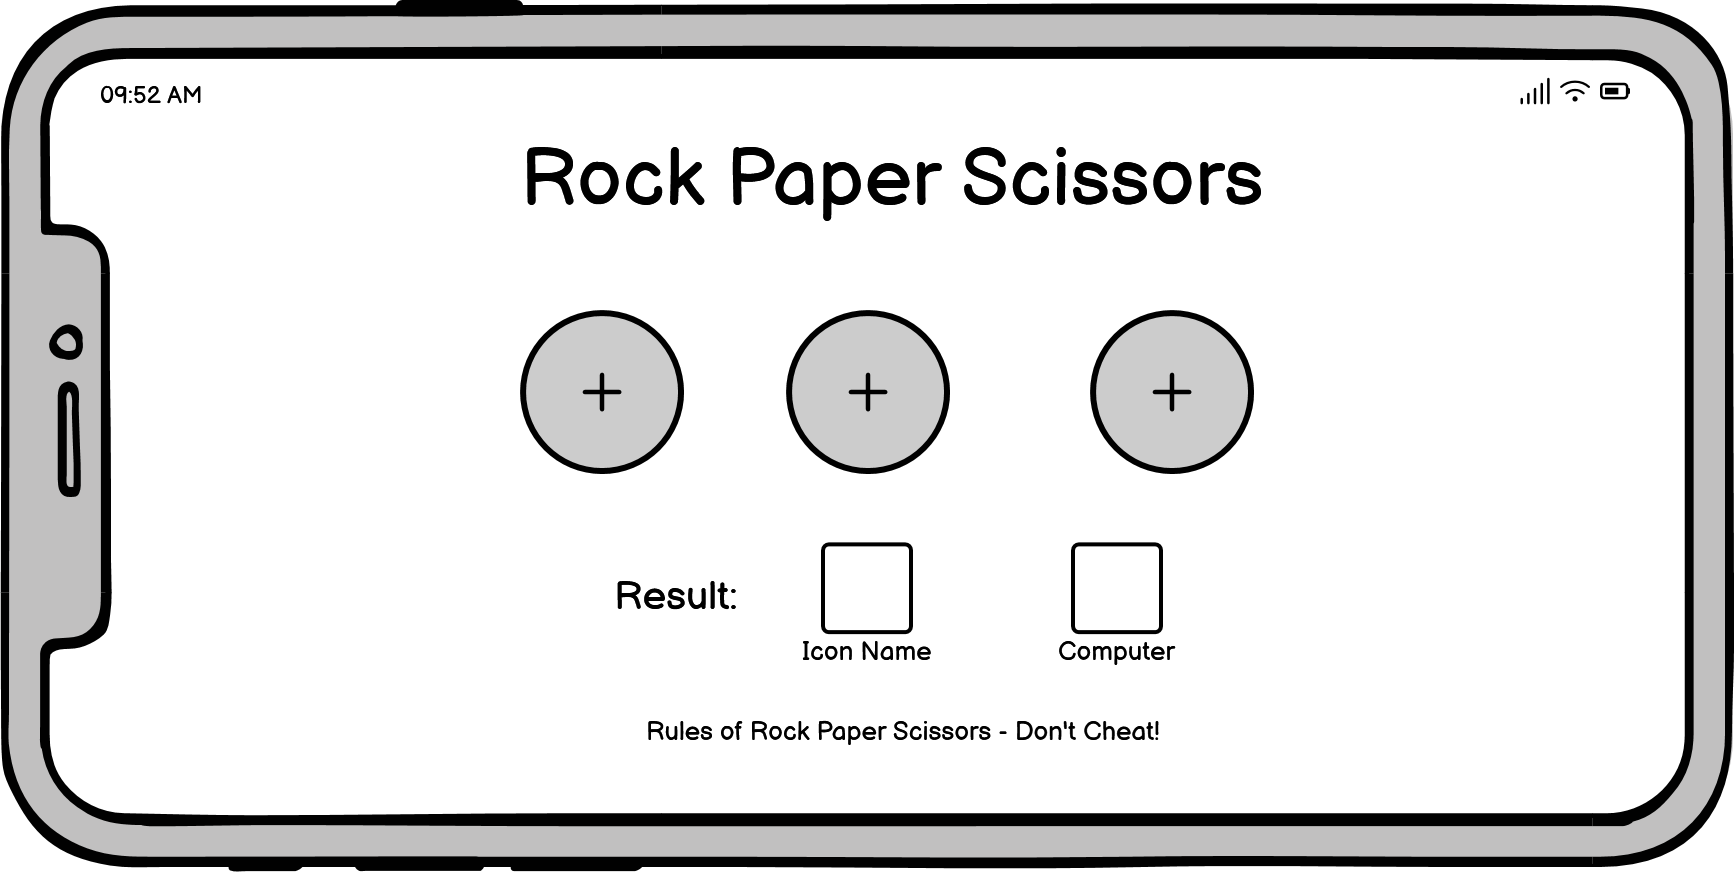 09:52 AM
Rock Paper Scissors
Result:
Icon Name
Computer
Rules of Rock Paper Scissors - Don't Cheat!